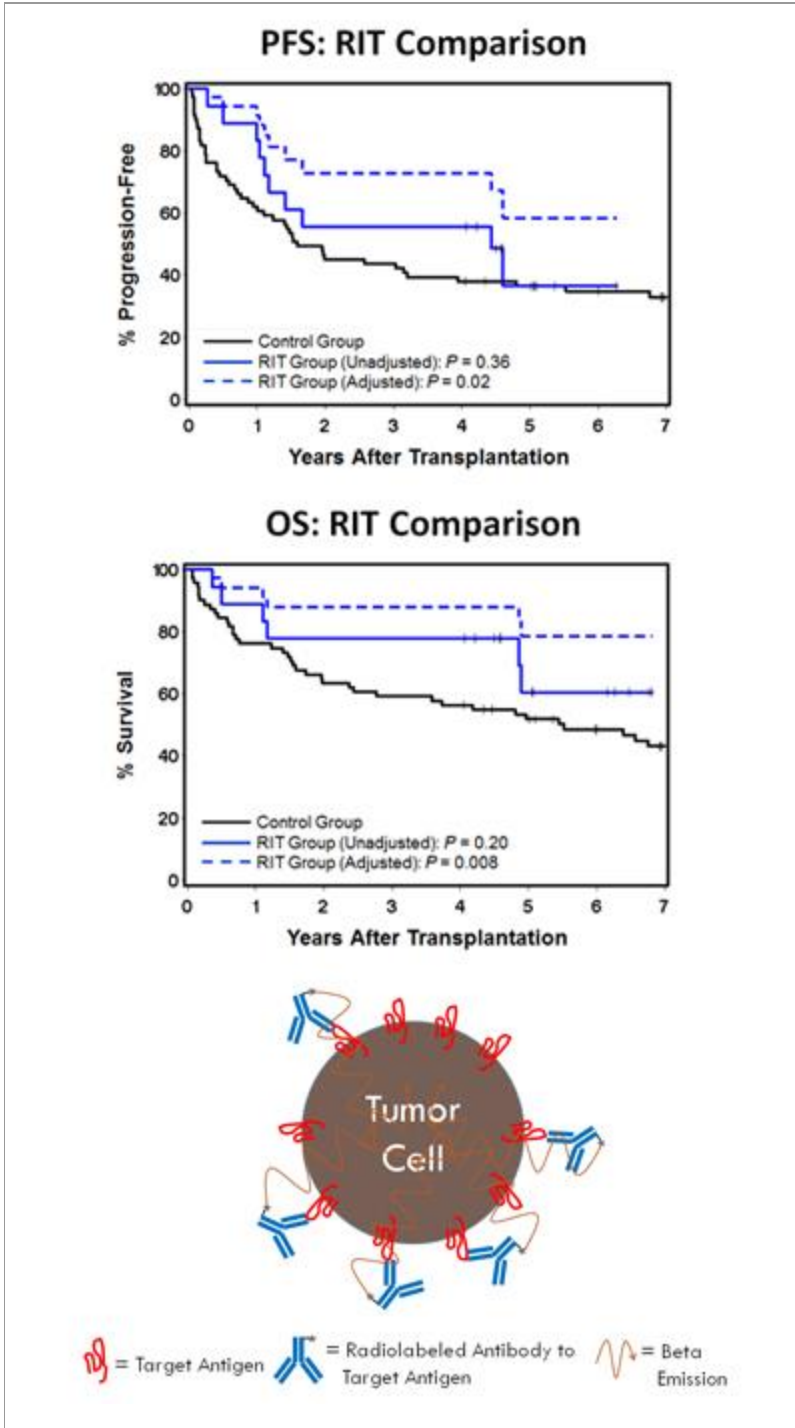 PFS: RIT Comparison
% Progression-Free
100
80
60
40
20
0
Control Group
RIT Group (Unadjusted): P = 0.36
RIT Group (Adjusted): P = 0.02
0 1 2 3 4 5 6 7
Years After Transplantation
OS: RIT Comparison
% Survival
100
80
60
40
20
0
Control Group
RIT Group (Unadjusted): P = 0.20
RIT Group (Adjusted): P = 0.008
0 1 2 3 4 5 6 7
Years After Transplantation
Tumor
Cell
= Target Antigen
= Radiolabeled Antibody to
Target Antigen
= Beta
Emission